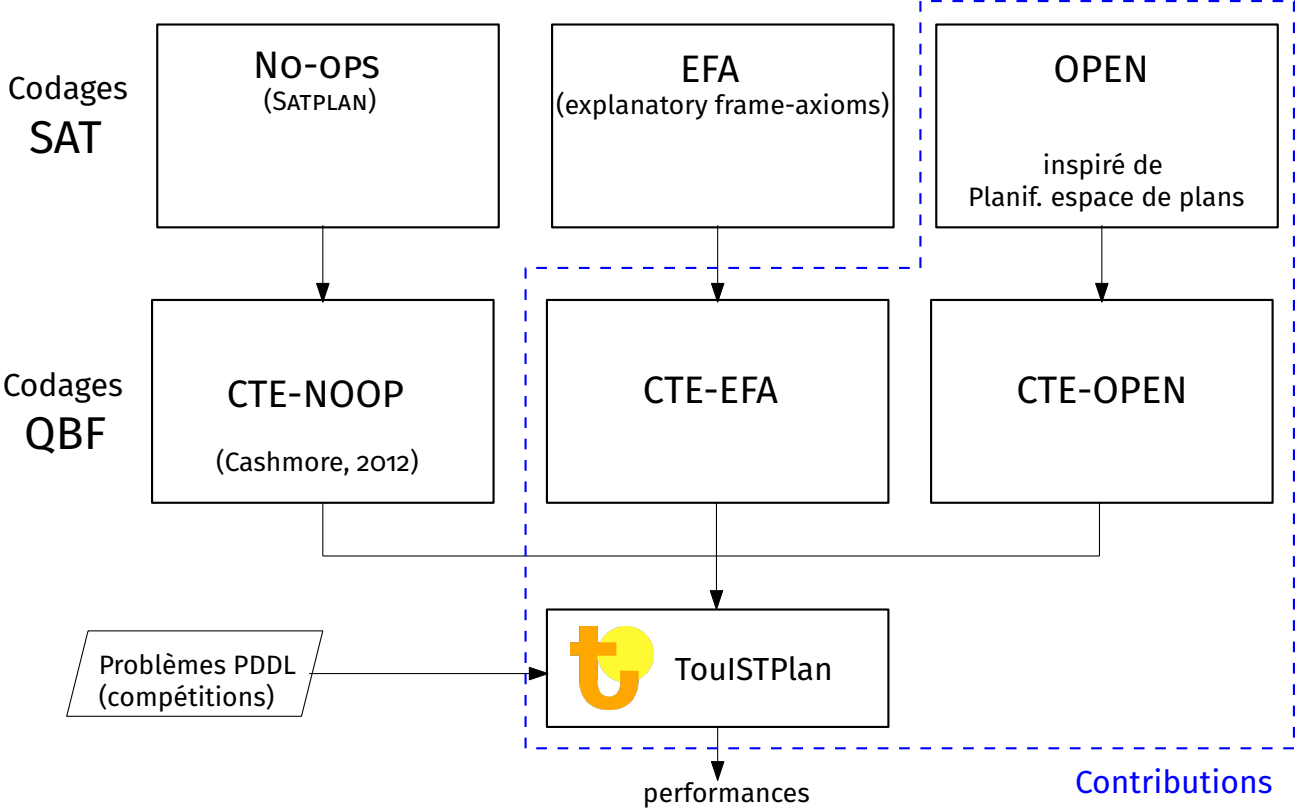 Codages
SAT
No-ops
(Satplan)
EFA
(explanatory frame-axioms)
OPEN
inspiré de
Planif. espace de plans
Codages
QBF
CTE-NOOP
(Cashmore, 2012)
CTE-EFA
CTE-OPEN
Problèmes PDDL
(compétitions)
TouISTPlan
performances
Contributions